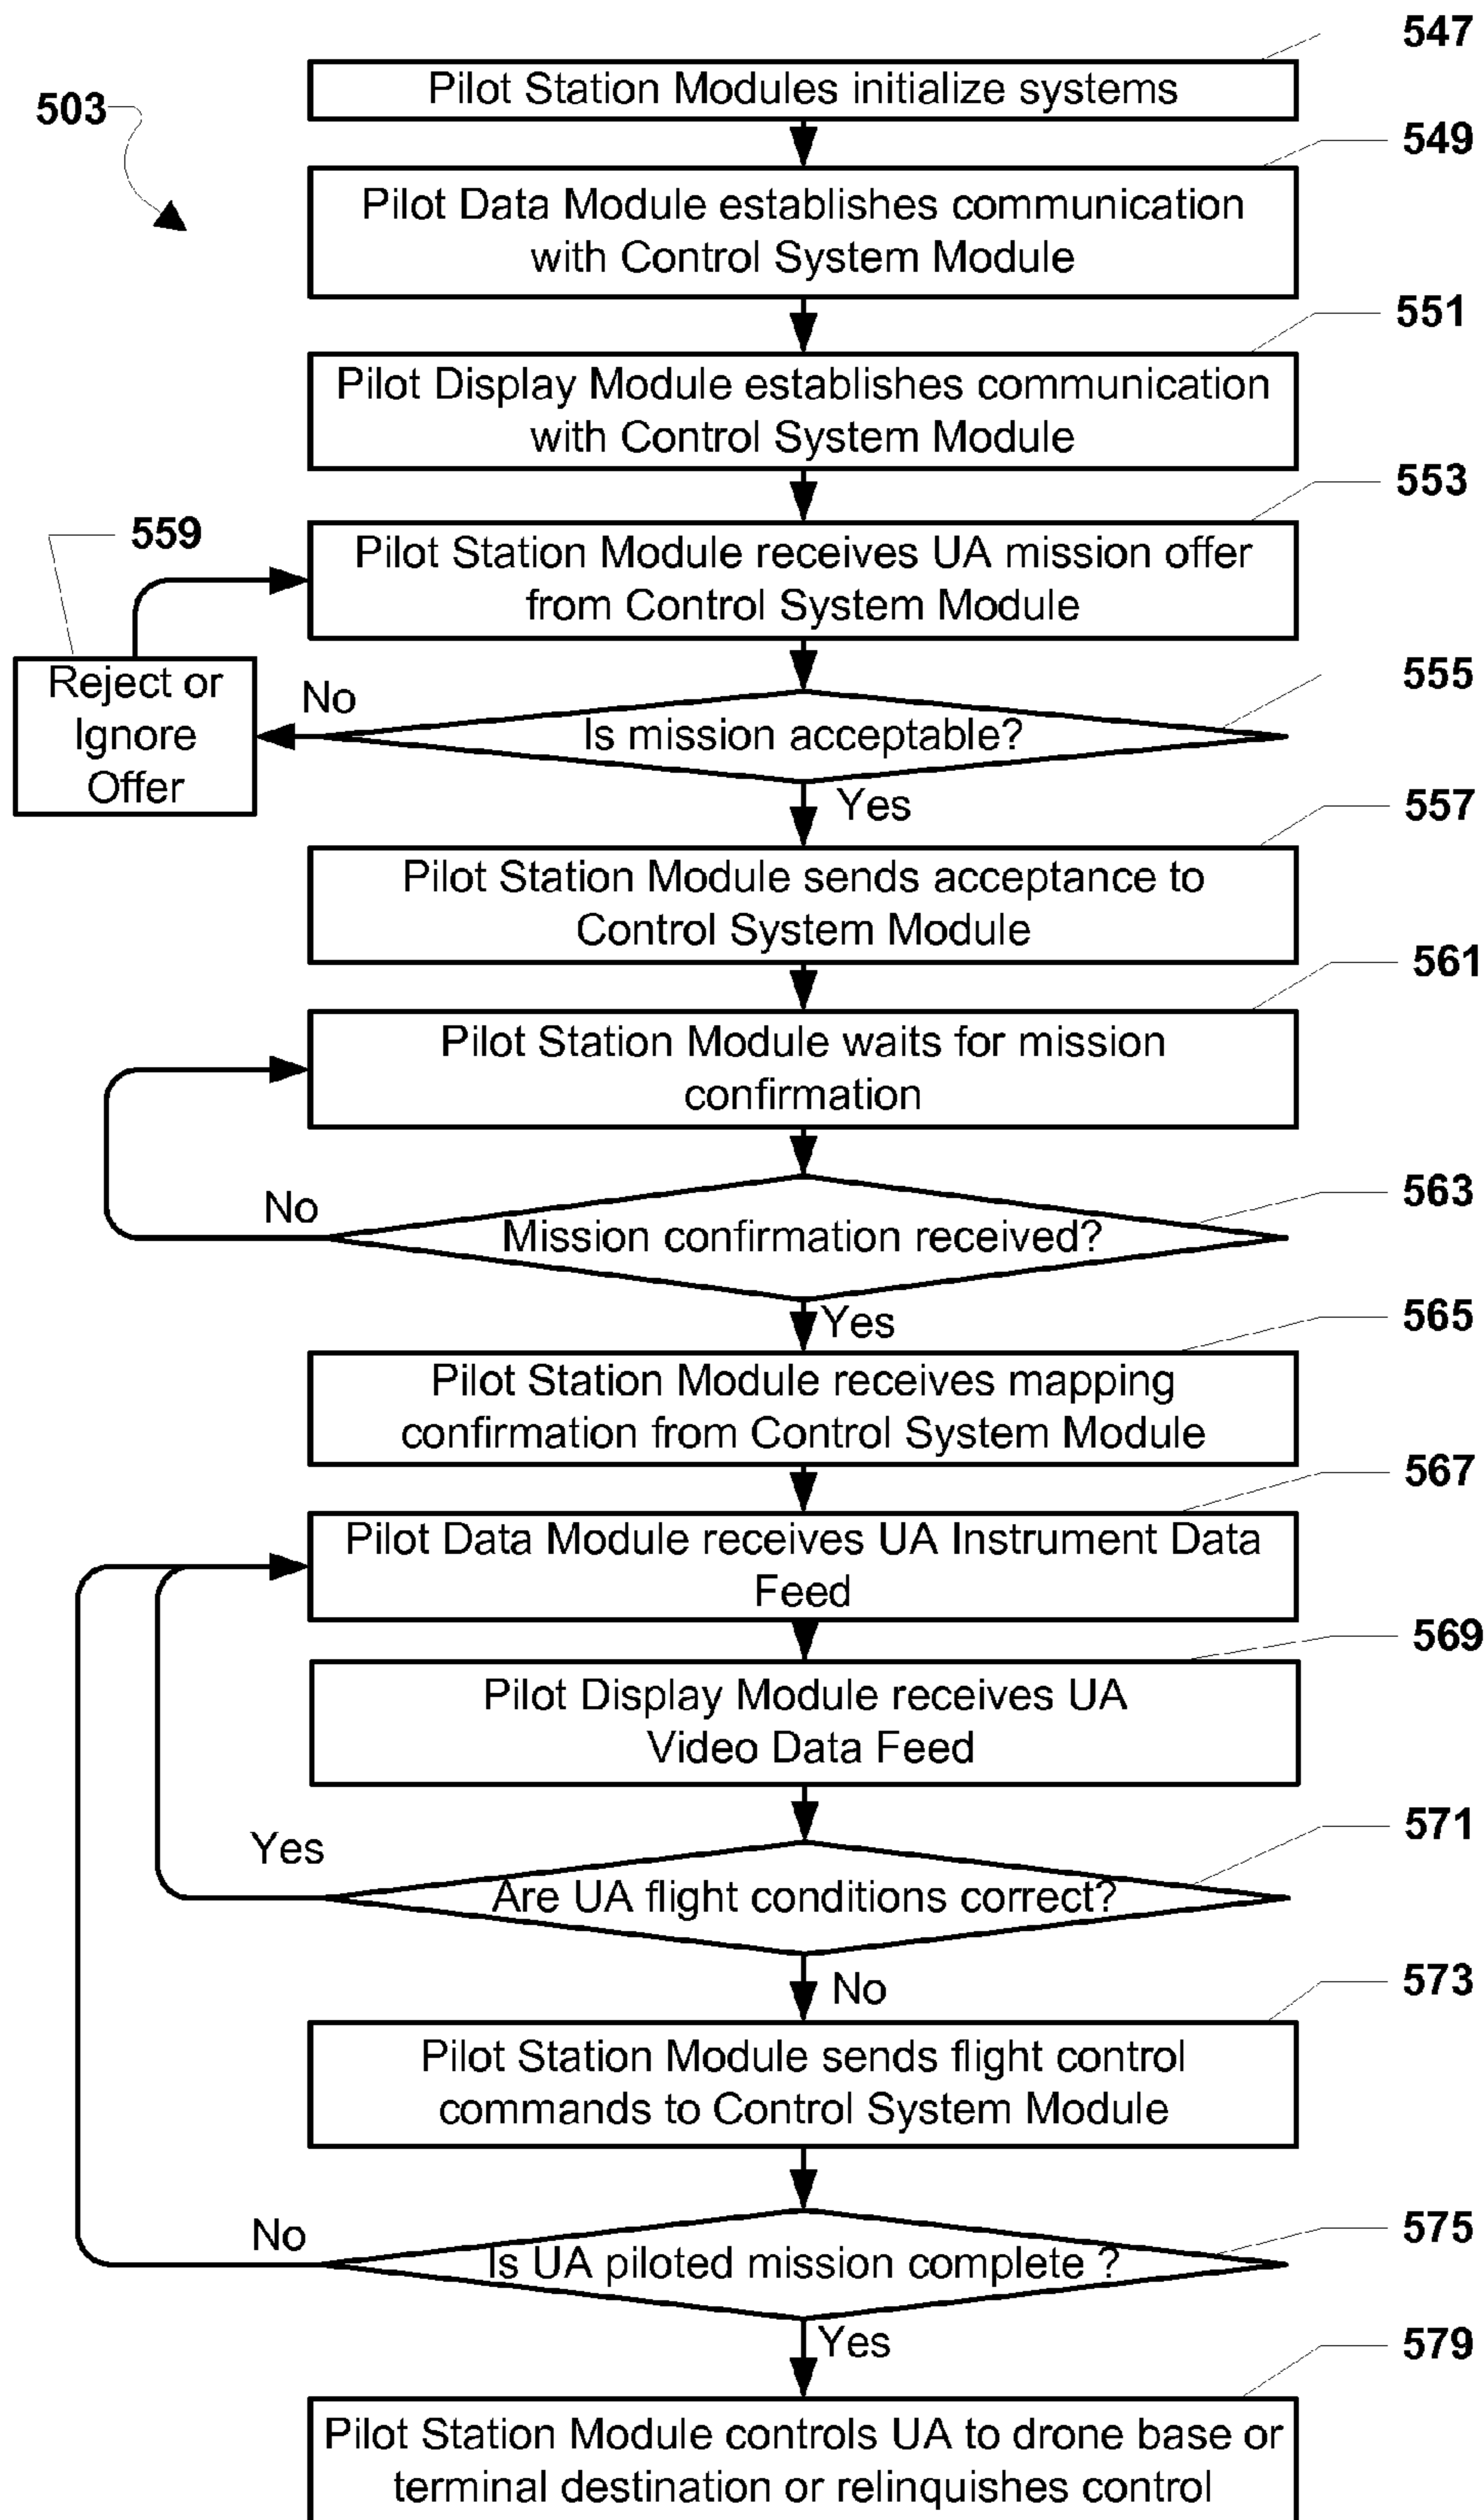 547
503
Pilot Station Modules initialize systems
549
Pilot Data Module establishes communication
with Control System Module
551
Pilot Display Module establishes communication
with Control System Module
553
559
Pilot Station Module receives UA mission offer
from Control System Module
555
Reject or
Ignore
Offer
No
Is mission acceptable?
Yes
557
Pilot Station Module sends acceptance to
Control System Module
561
Pilot Station Module waits for mission
confirmation
563
No
Mission confirmation received?
Yes
565
Pilot Station Module receives mapping
confirmation from Control System Module
567
Pilot Data Module receives UA Instrument Data
Feed
569
Pilot Display Module receives UA
Video Data Feed
571
Yes
Are UA flight conditions correct?
No
573
Pilot Station Module sends flight control
commands to Control System Module
575
No
Is UA piloted mission complete ?
Yes
579
Pilot Station Module controls UA to drone base or
terminal destination or relinquishes control